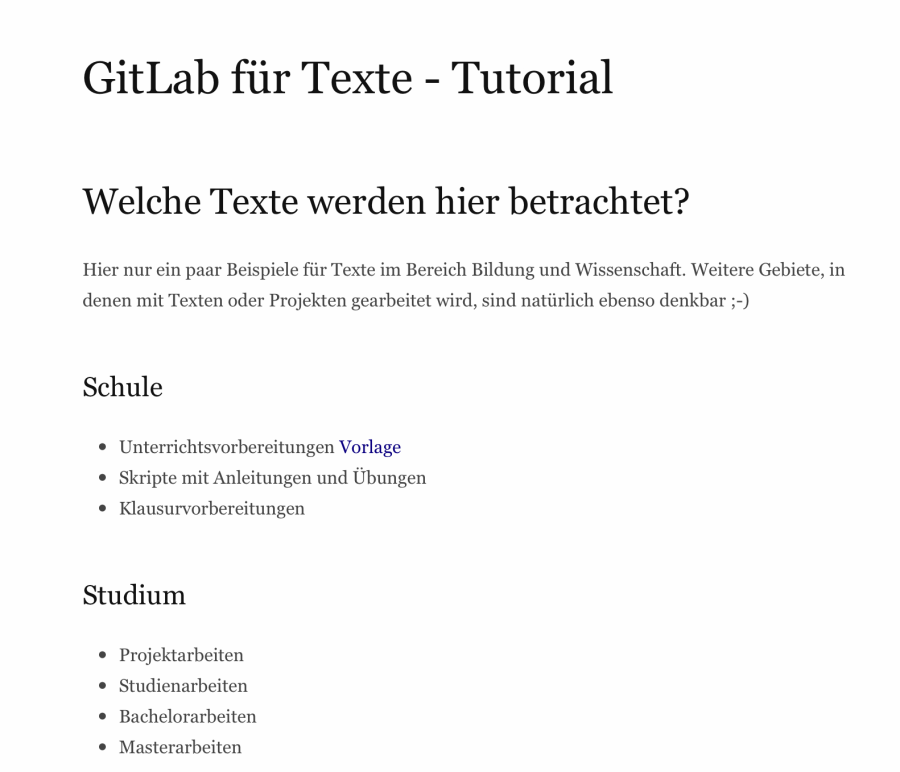 GitLab für Texte - Tutorial
Welche Texte werden hier betrachtet?
Hier nur ein paar Beispiele für Texte im Bereich Bildung und Wissenschaft. Weitere Gebiete, in
denen mit Texten oder Projekten gearbeitet wird, sind natürlich ebenso denkbar ;-)
Schule
• Unterrichtsvorbereitungen Vorlage
• Skripte mit Anleitungen und Übungen
• Klausurvorbereitungen
Studium
• Projektarbeiten
• Studienarbeiten
• Bachelorarbeiten
• Masterarbeiten